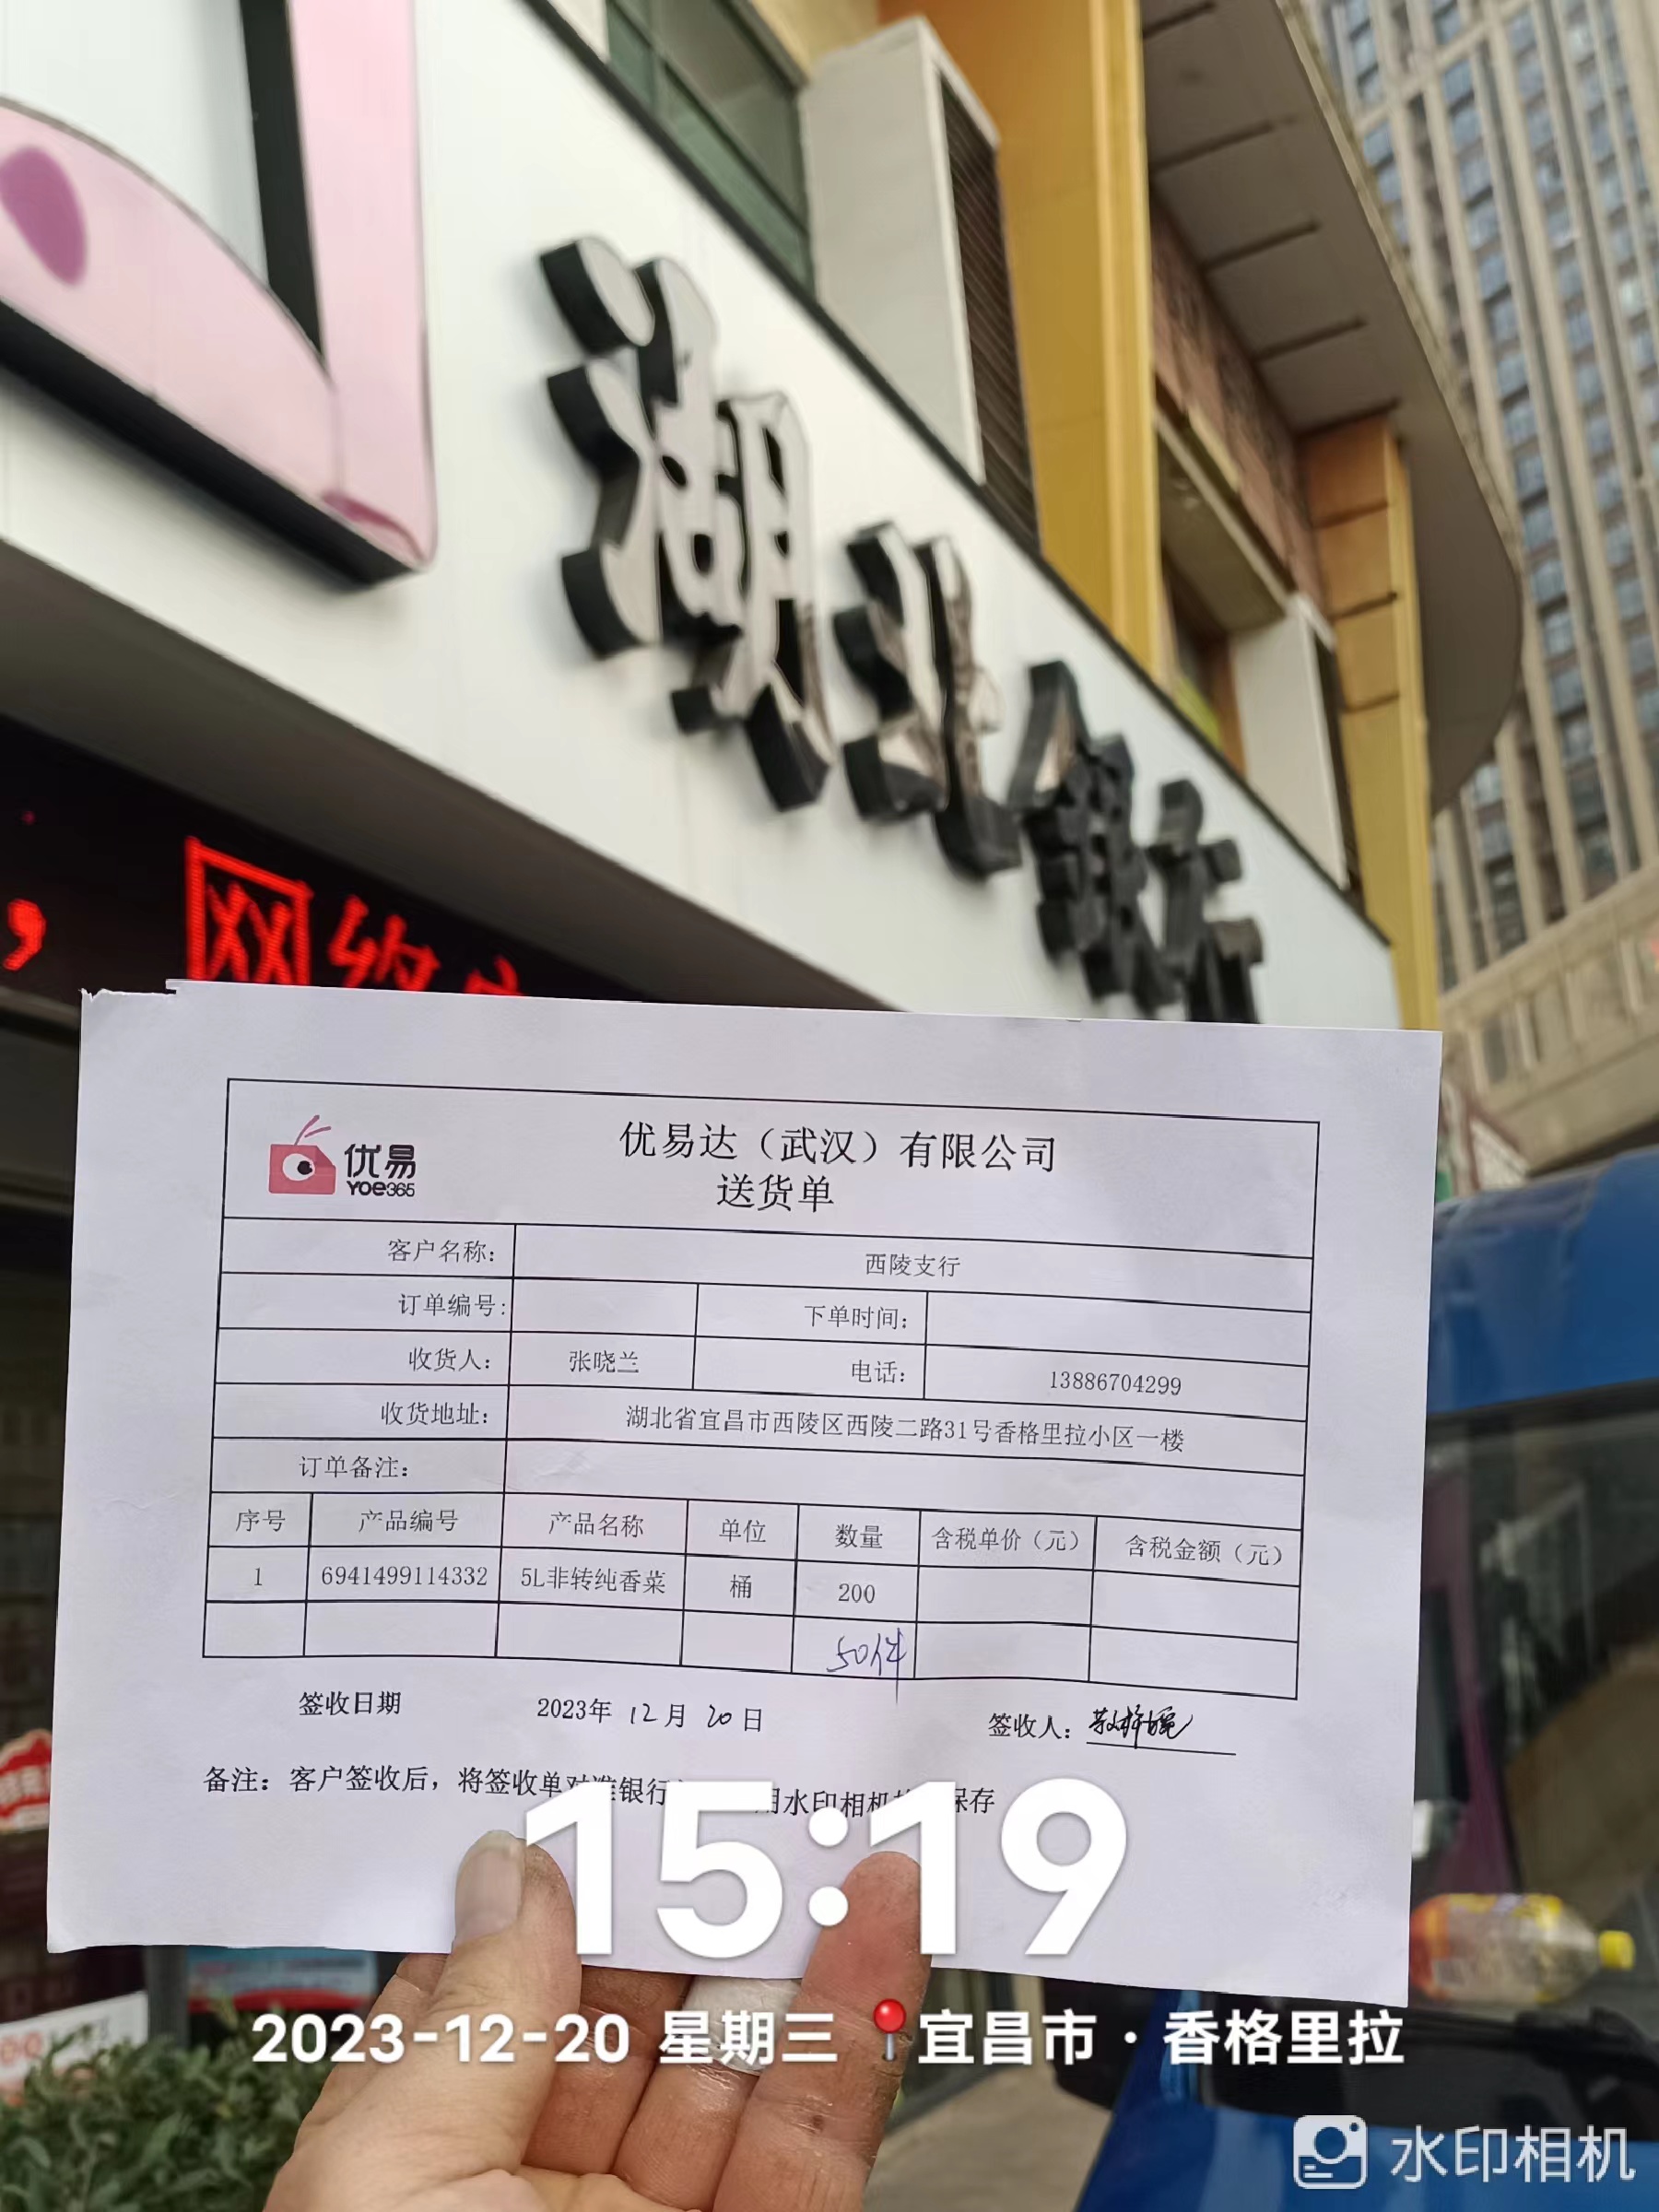 湖北银行
，网约
优易
Yoe365
优易达（武汉）有限公司
送货单
客户名称： 西陵支行
订单编号： 下单时间：
收货人： 张晓兰 电话： 13886704299
收货地址： 湖北省宜昌市西陵区西陵二路31号香格里拉小区一楼
订单备注：
序号 产品编号 产品名称 单位 数量 含税单价（元） 含税金额（元）
1 6941499114332 5L非转纯香菜 桶 200
50件
签收日期 2023年 12月 20日 签收人：
备注：客户签收后，将签收单对准银行 用水印相机 保存
15:19
2023-12-20 星期三 宜昌市·香格里拉
水印相机